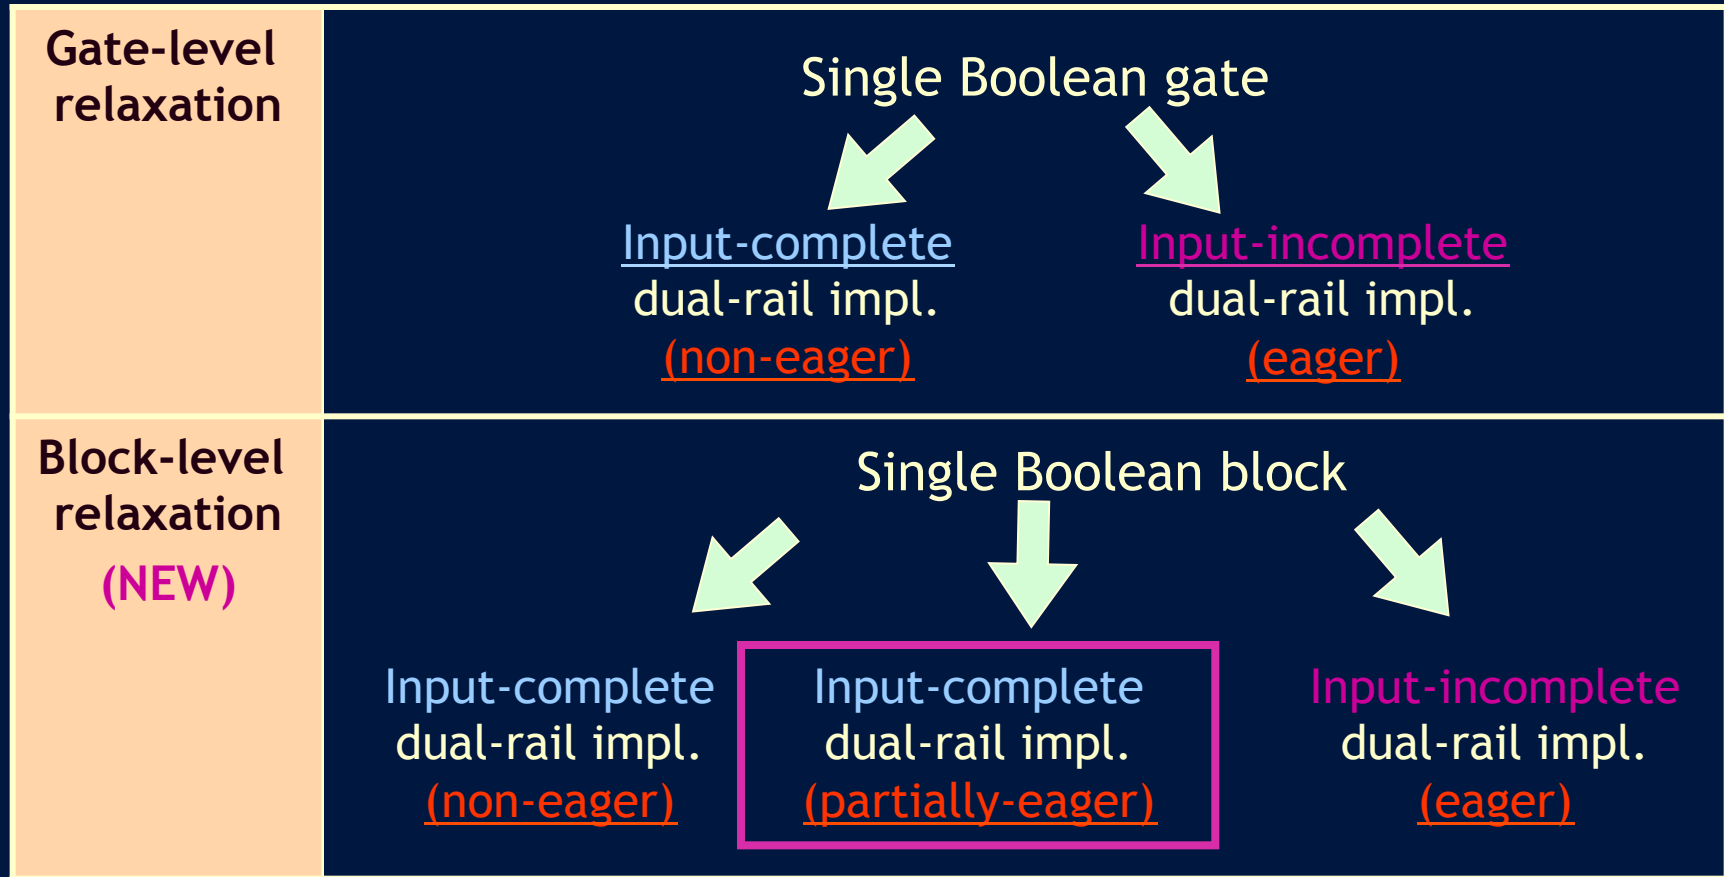 Gate-level
relaxation
Single Boolean gate
Input-complete
dual-rail impl.
(non-eager)
Input-incomplete
dual-rail impl.
(eager)
Block-level
relaxation
(NEW)
Single Boolean block
Input-complete
dual-rail impl.
(non-eager)
Input-complete
dual-rail impl.
(partially-eager)
Input-incomplete
dual-rail impl.
(eager)